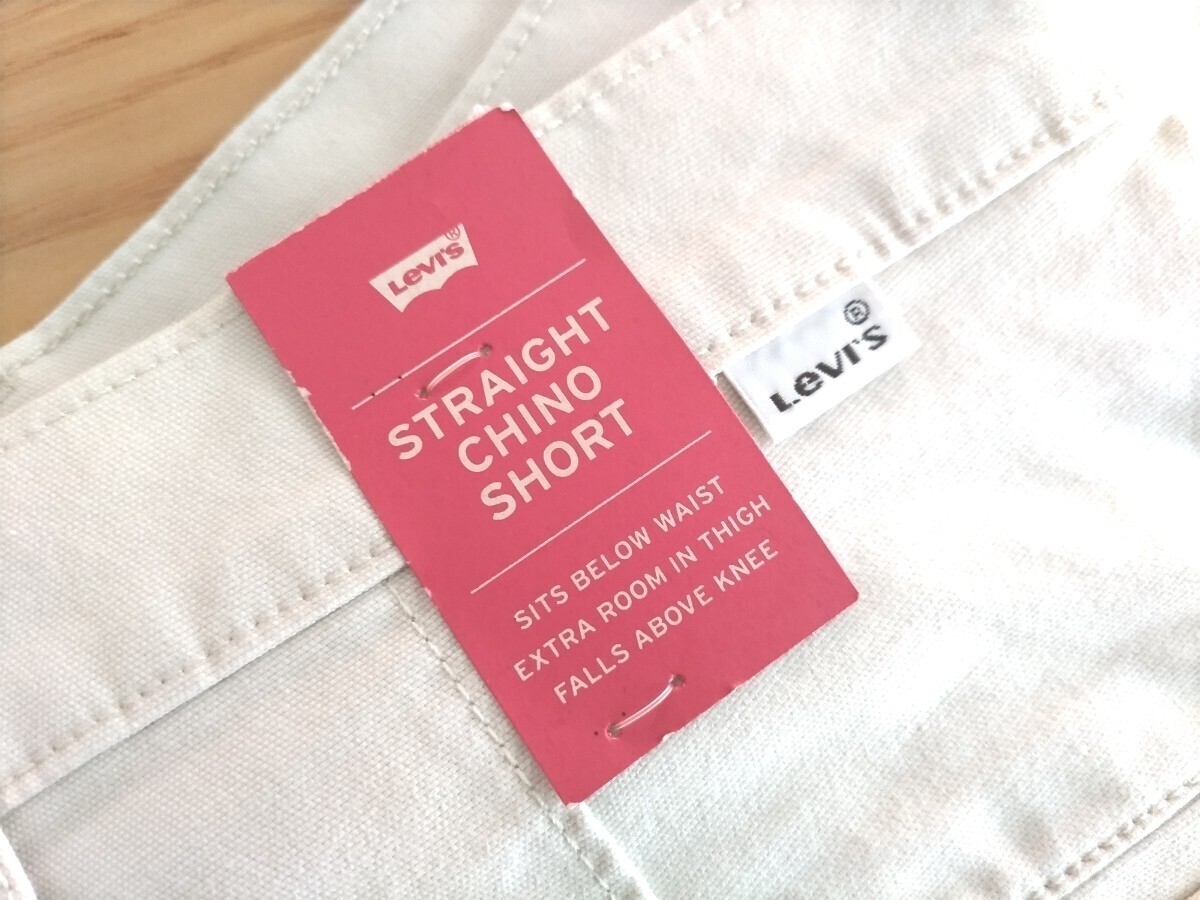 Levi's®
STRAIGHT
CHINO
SHORT
SITS BELOW WAIST
EXTRA ROOM IN THIGH
FALLS ABOVE KNEE
Levi's®